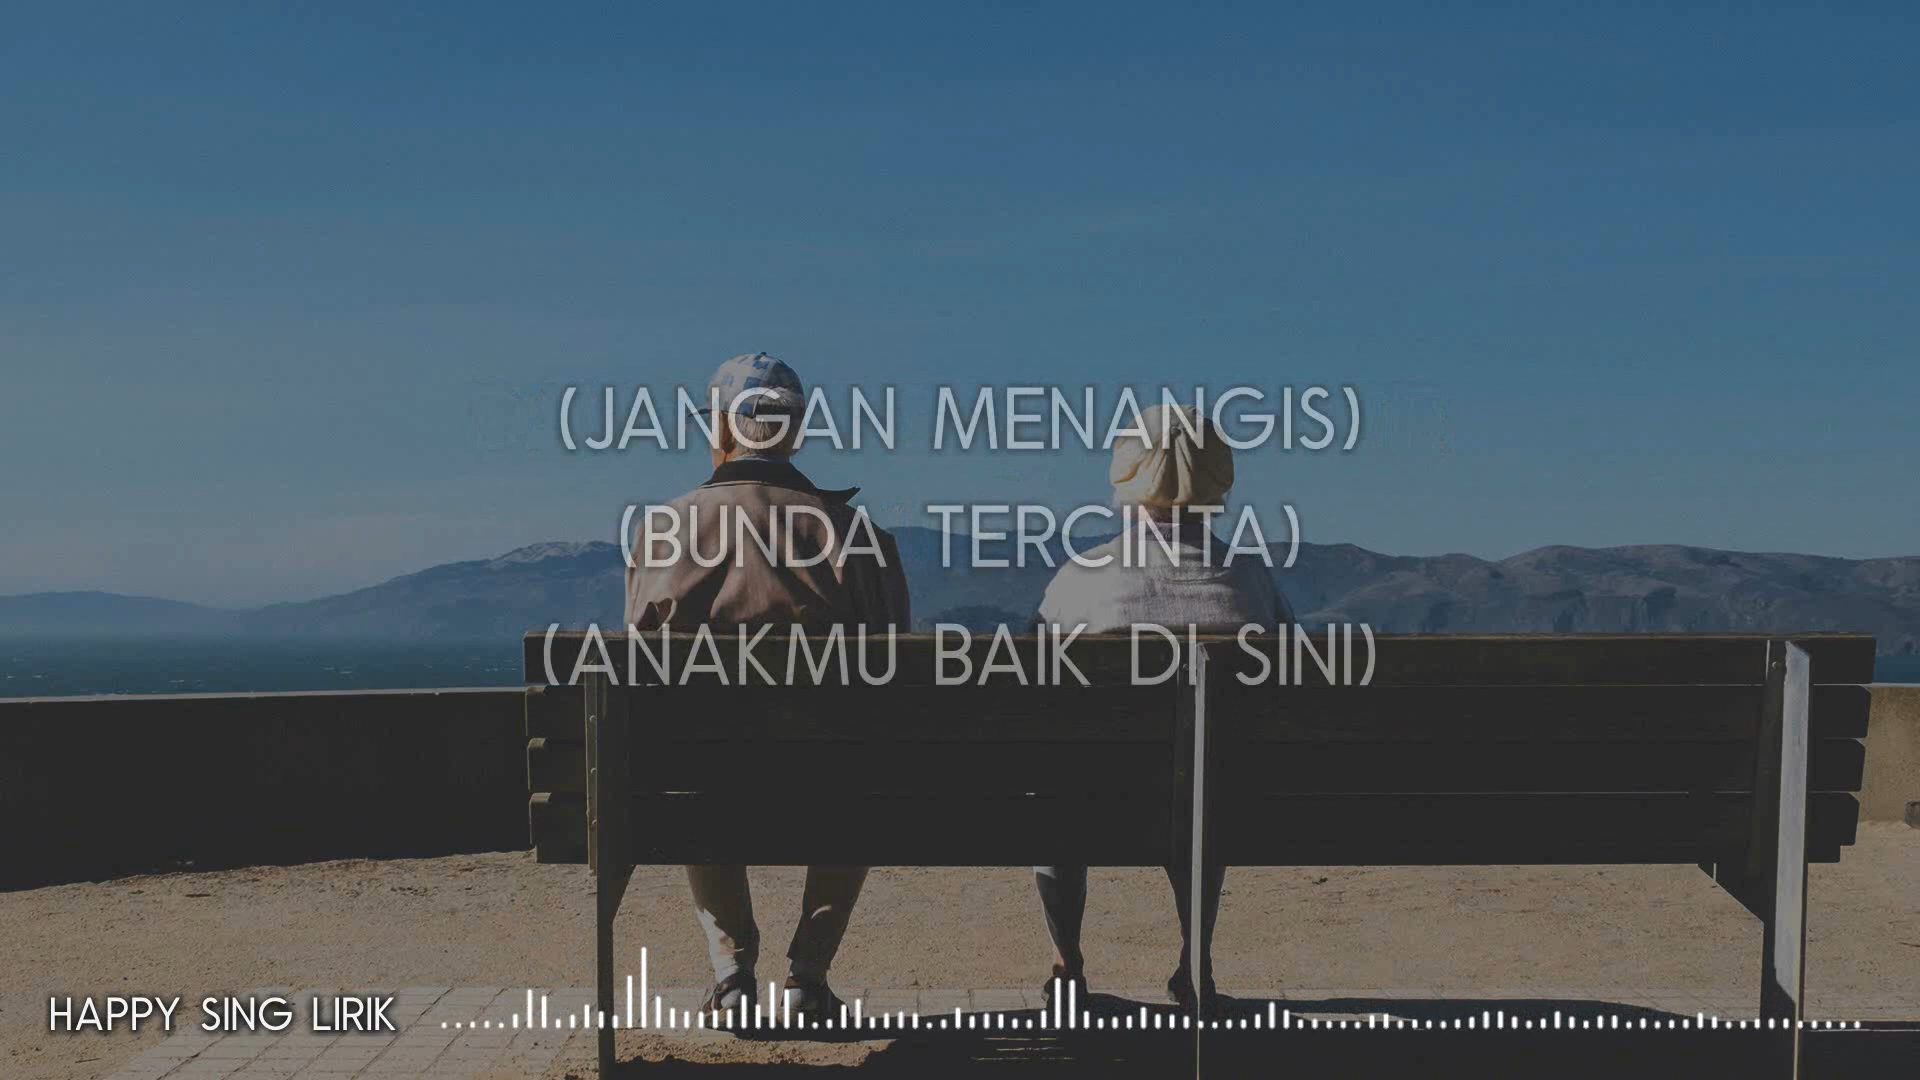 (JANGAN MENANGIS)
(BUNDA TERCINTA)
(ANAKMU BAIK DI SINI)
HAPPY SING LIRIK